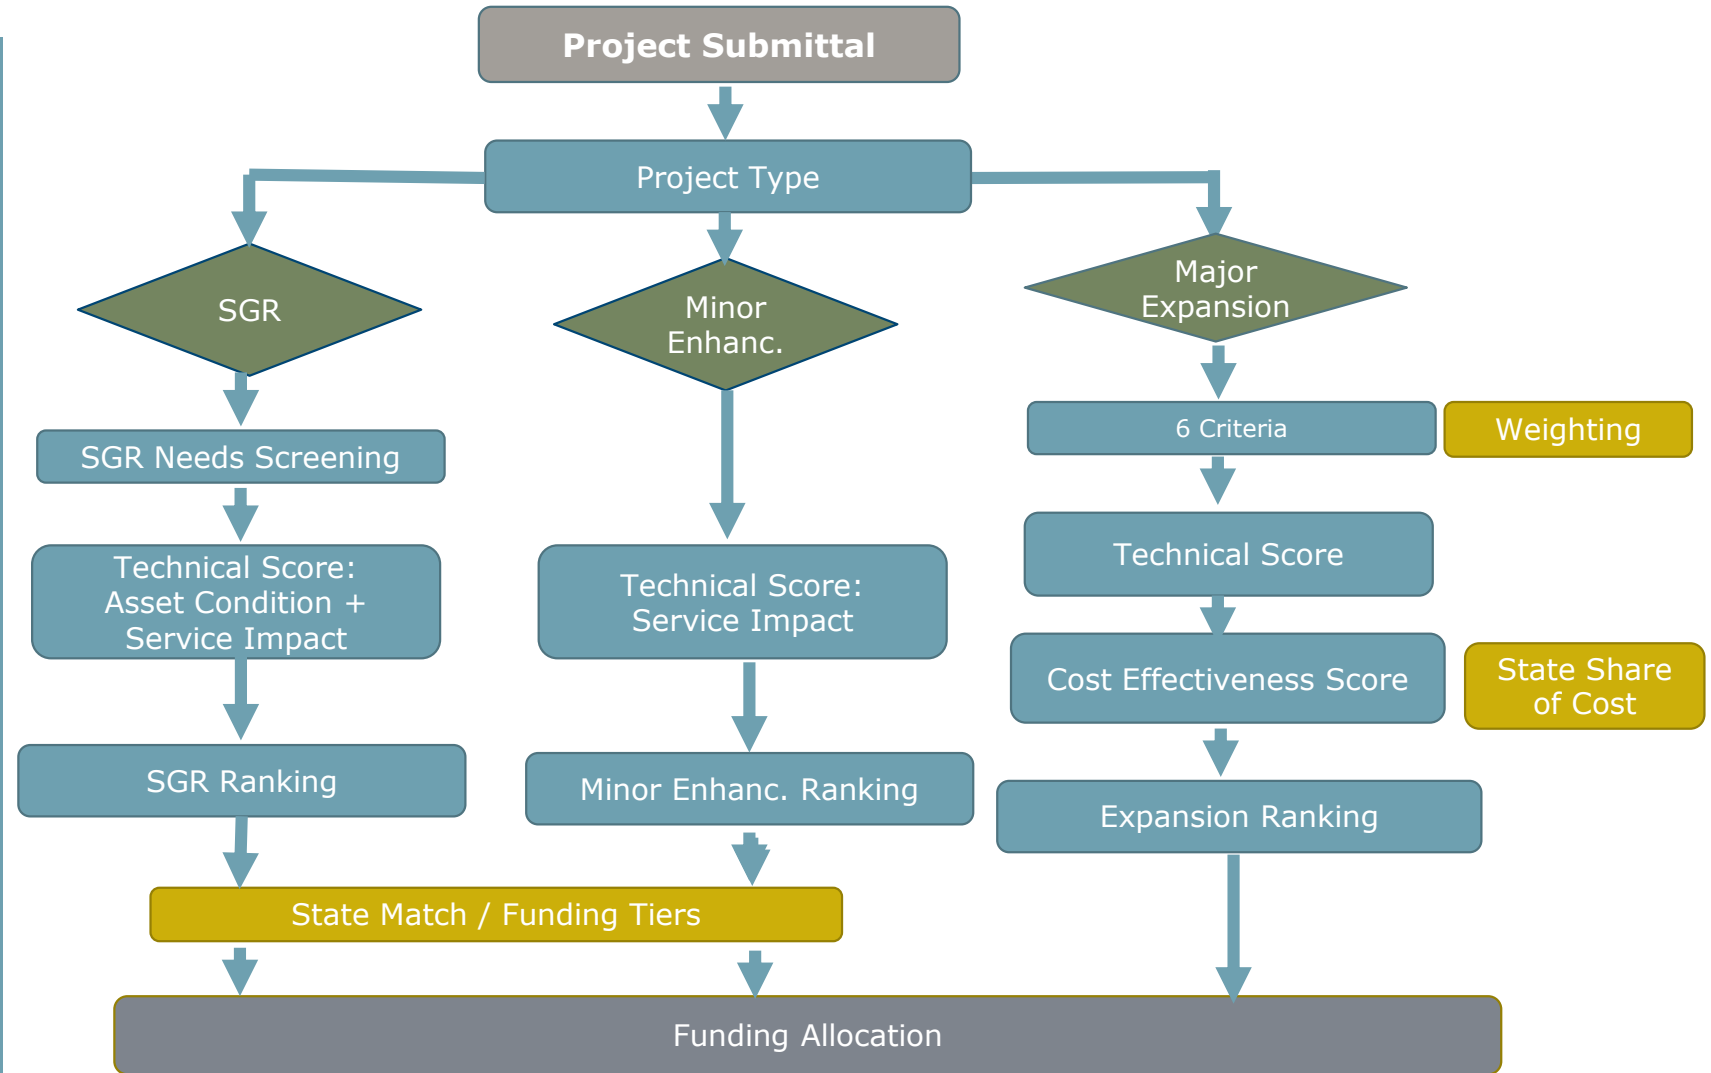 Project Submittal
Project Type
SGR
Minor
Enhanc.
Major
Expansion
SGR Needs Screening
6 Criteria
Weighting
Technical Score:
Asset Condition +
Service Impact
Technical Score:
Service Impact
Technical Score
Cost Effectiveness Score
State Share
of Cost
SGR Ranking
Minor Enhanc. Ranking
Expansion Ranking
State Match / Funding Tiers
Funding Allocation